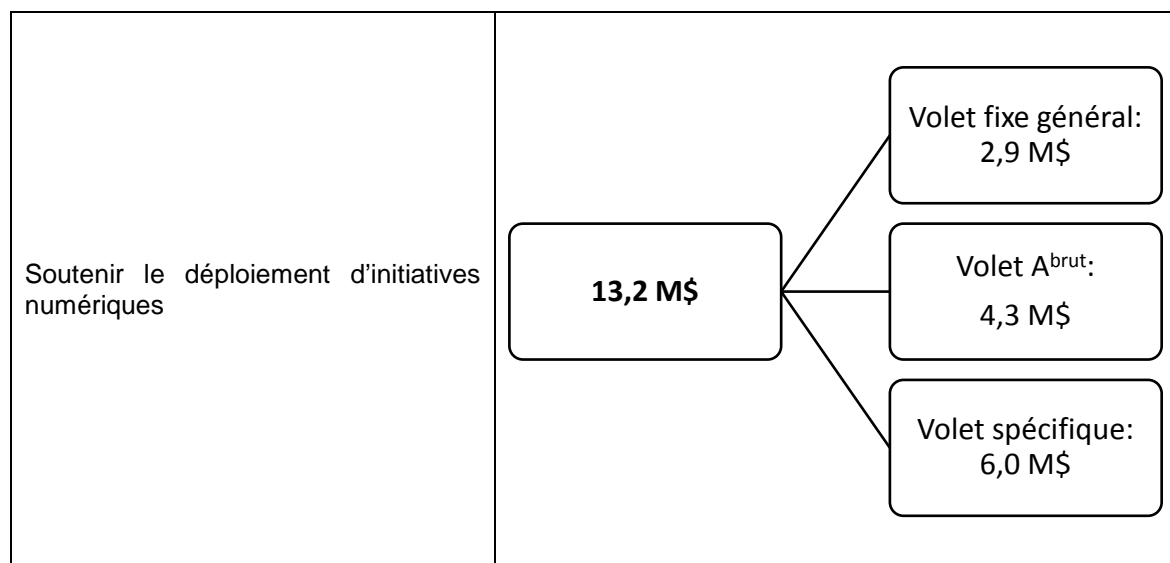 Soutenir le déploiement d'initiatives
numériques
13,2 M$
Volet fixe général:
2,9 M$
Volet Aᵇʳᵘᵗ:
4,3 M$
Volet spécifique:
6,0 M$